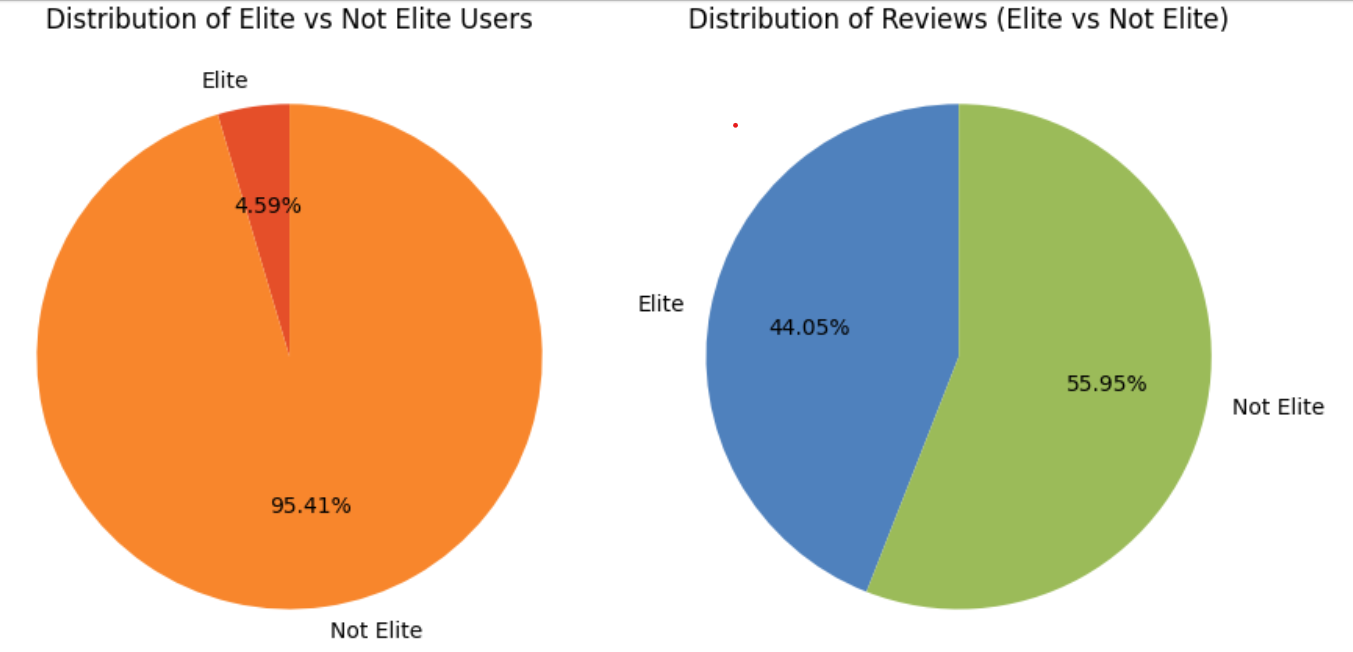 Distribution of Elite vs Not Elite Users
Elite
4.59%
95.41%
Not Elite
Distribution of Reviews (Elite vs Not Elite)
Elite
44.05%
55.95%
Not Elite